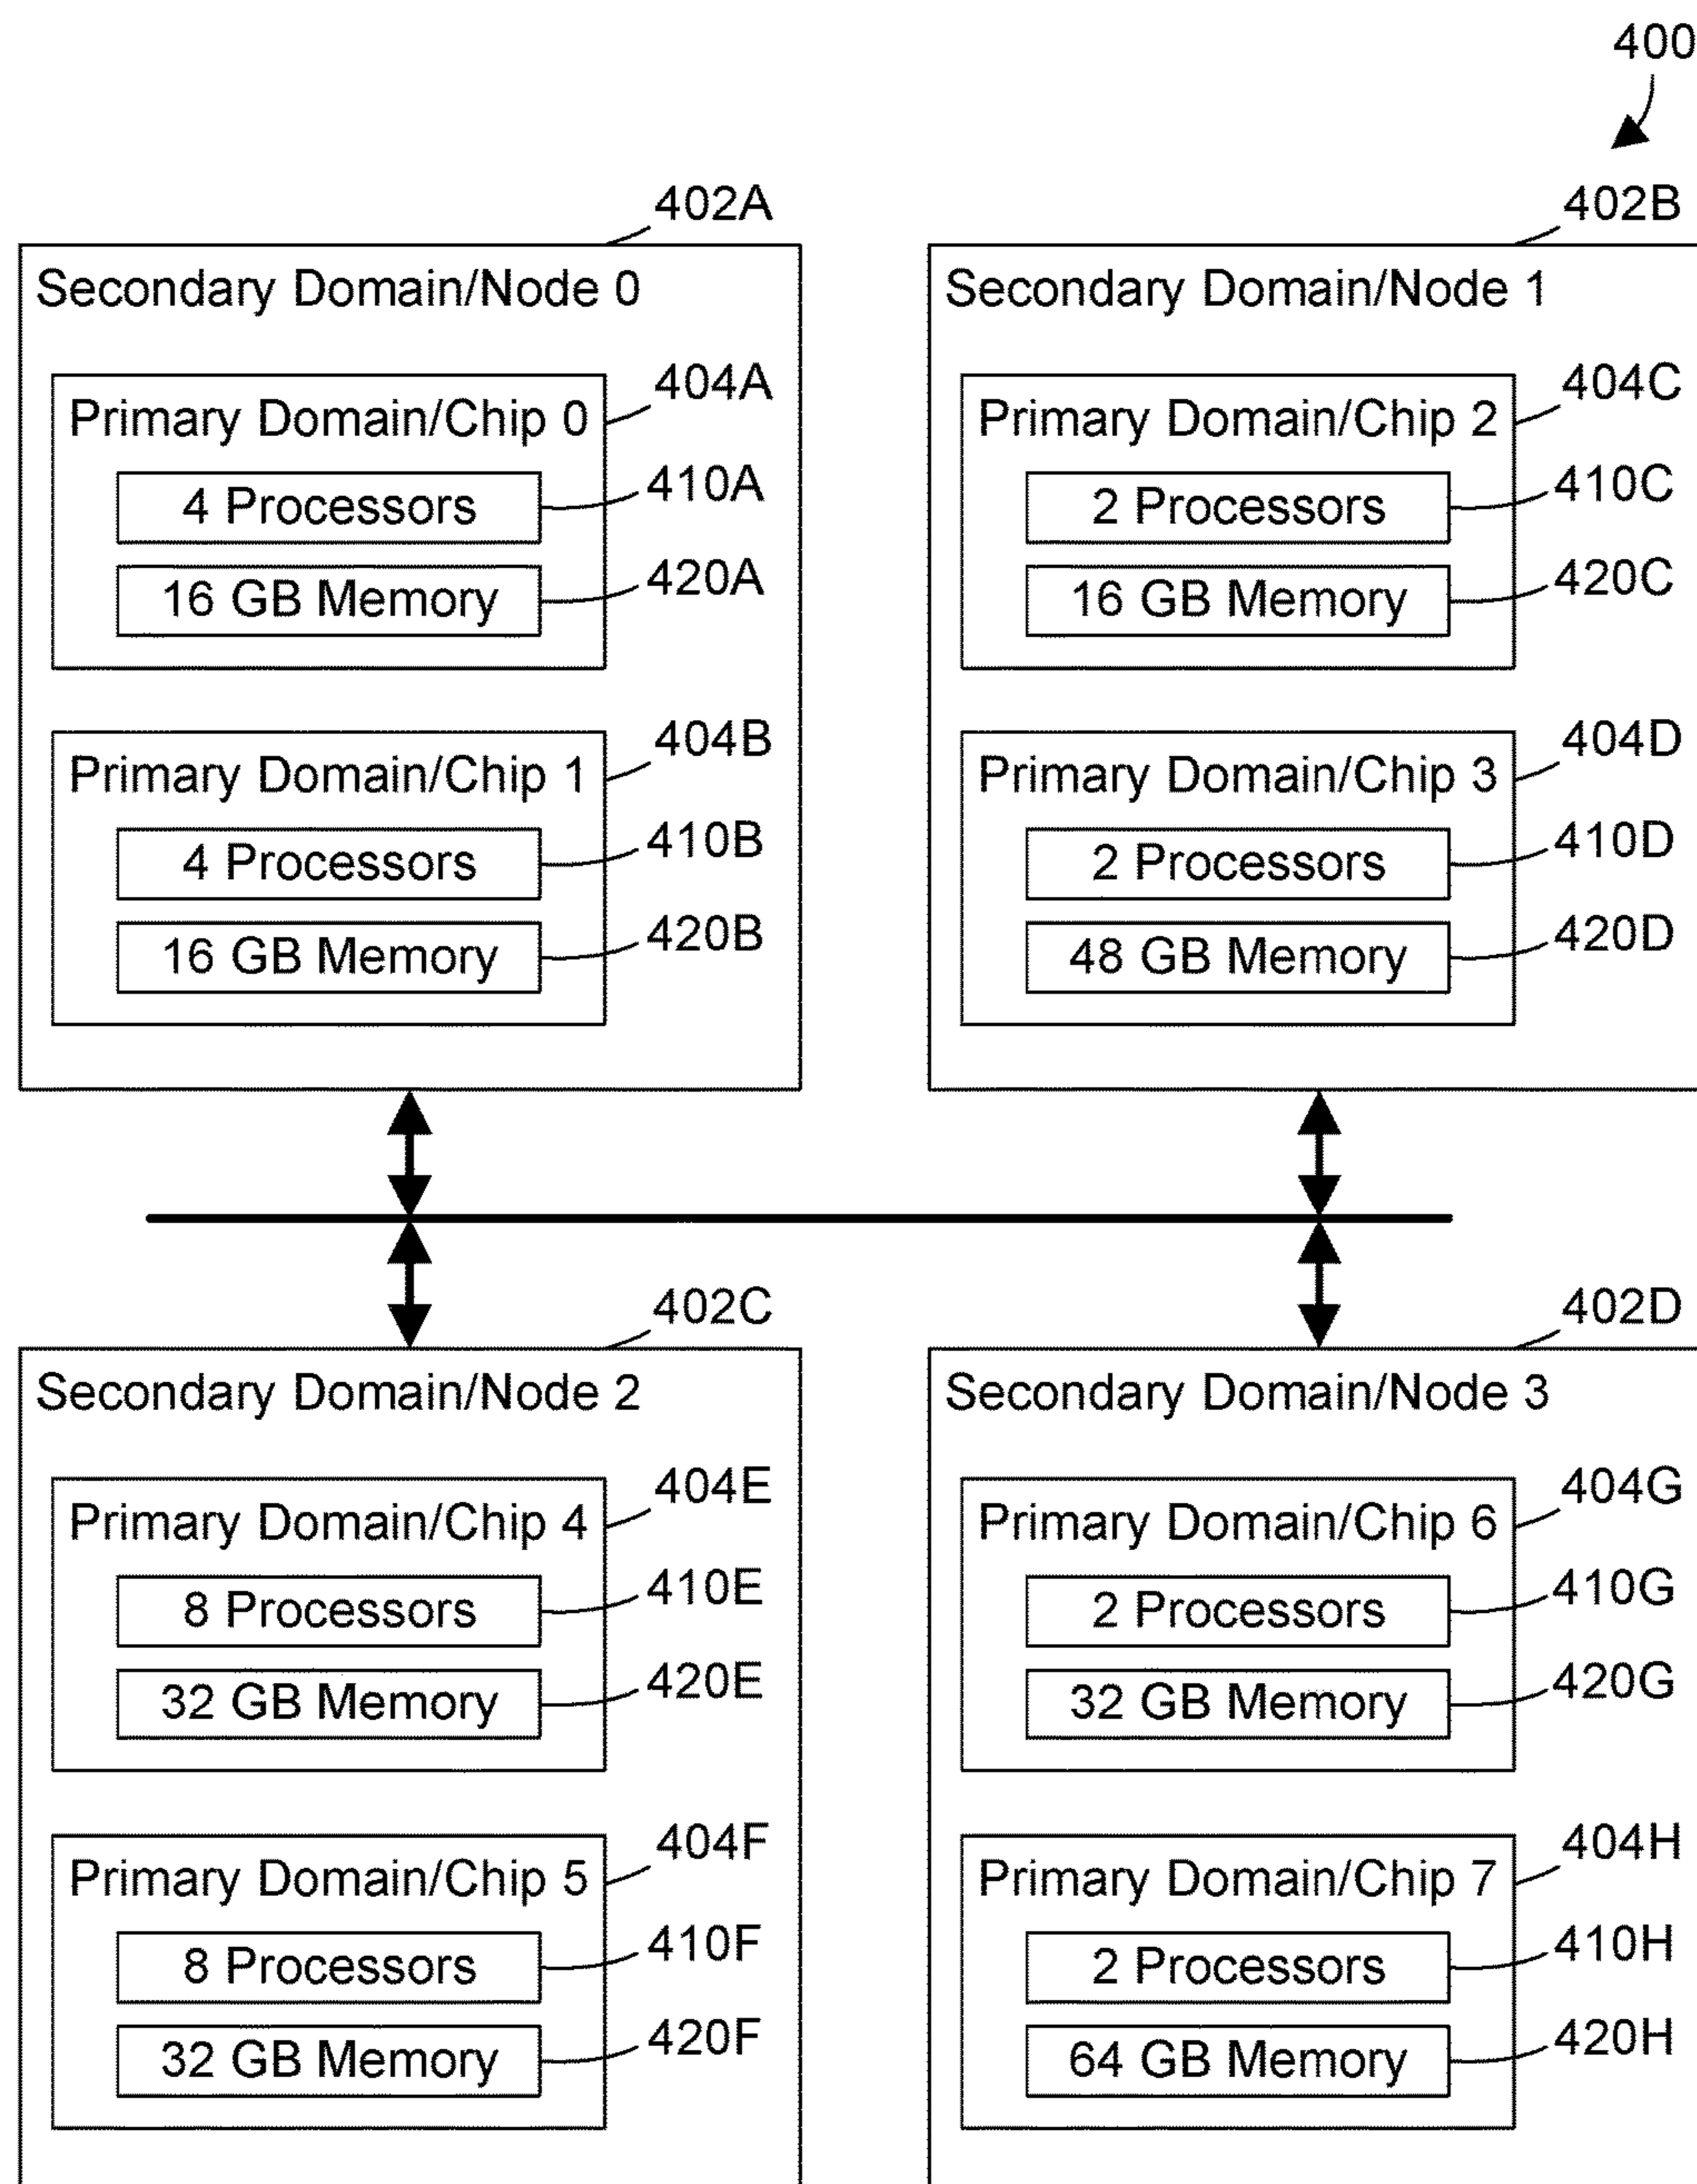 400
402A
Secondary Domain/Node 0
404A
Primary Domain/Chip 0
4 Processors
410A
16 GB Memory
420A
404B
Primary Domain/Chip 1
4 Processors
410B
16 GB Memory
420B
402B
Secondary Domain/Node 1
404C
Primary Domain/Chip 2
2 Processors
410C
16 GB Memory
420C
404D
Primary Domain/Chip 3
2 Processors
410D
48 GB Memory
420D
402C
Secondary Domain/Node 2
404E
Primary Domain/Chip 4
8 Processors
410E
32 GB Memory
420E
404F
Primary Domain/Chip 5
8 Processors
410F
32 GB Memory
420F
402D
Secondary Domain/Node 3
404G
Primary Domain/Chip 6
2 Processors
410G
32 GB Memory
420G
404H
Primary Domain/Chip 7
2 Processors
410H
64 GB Memory
420H